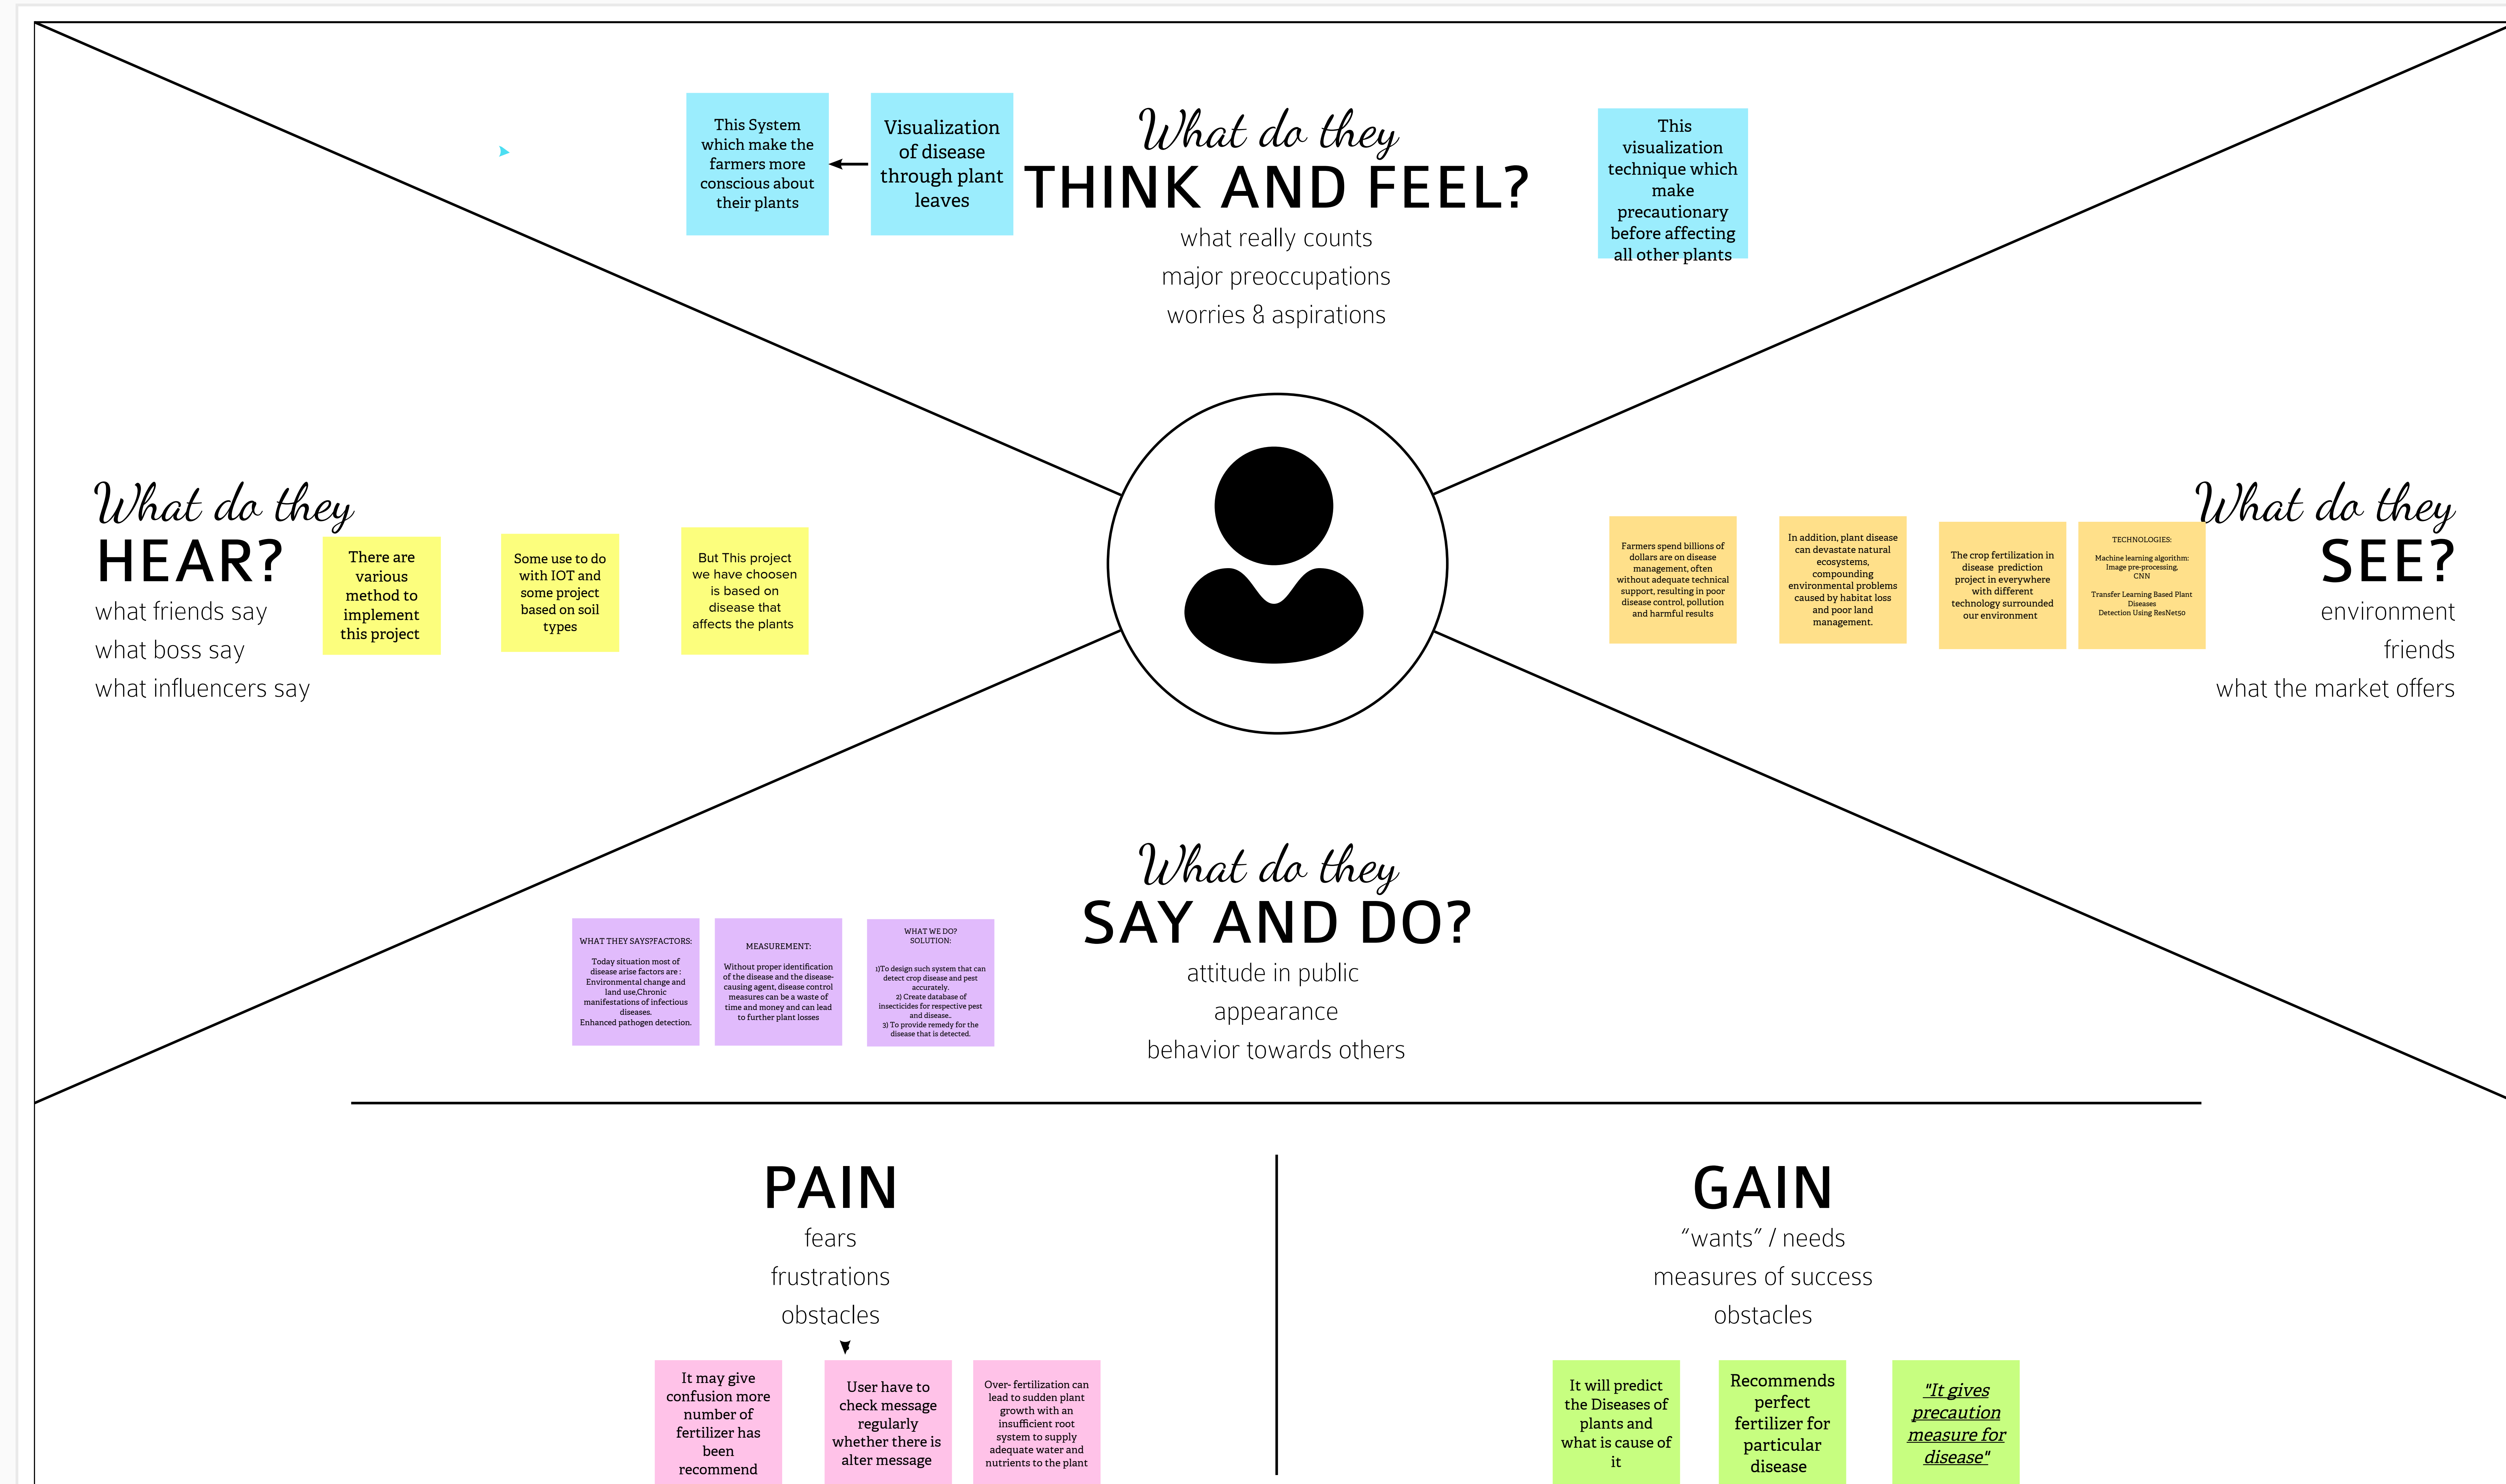 This System
which make the
farmers more
conscious about
their plants
Visualization
of disease
through plant
leaves
What do they
THINK AND FEEL?
what really counts
major preoccupations
worries & aspirations
This
visualization
technique which
make
precautionary
before affecting
all other plants
What do they
HEAR?
what friends say
what boss say
what influencers say
There are
various
method to
implement
this project
Some use to do
with IOT and
some project
based on soil
types
But This project
we have choosen
is based on
disease that
affects the plants
Farmers spend billions of
dollars are on disease
management, often
without adequate technical
support, resulting in poor
disease control, pollution
and harmful results
In addition, plant disease
can devastate natural
ecosystems,
compounding
environmental problems
caused by habitat loss
and poor land
management.
The crop fertilization in
disease prediction
project in everywhere
with different
technology surrounded
our environment
TECHNOLOGIES:
Machine learning algorithm:
Image pre-processing,
CNN
Transfer Learning Based Plant
Diseases
Detection Using ResNet50
What do they
SEE?
environment
friends
what the market offers
WHAT THEY SAYS?FACTORS:
Today situation most of
disease arise factors are :
Environmental change and
land use,Chronic
manifestations of infectious
diseases.
Enhanced pathogen detection.
MEASUREMENT:
Without proper identification
of the disease and the disease-
causing agent, disease control
measures can be a waste of
time and money and can lead
to further plant losses
WHAT WE DO?
SOLUTION:
1)To design such system that can
detect crop disease and pest
accurately.
2) Create database of
insecticides for respective pest
and disease..
3) To provide remedy for the
disease that is detected.
What do they
SAY AND DO?
attitude in public
appearance
behavior towards others
PAIN
fears
frustrations
obstacles
It may give
confusion more
number of
fertilizer has
been
recommend
User have to
check message
regularly
whether there is
alter message
Over- fertilization can
lead to sudden plant
growth with an
insufficient root
system to supply
adequate water and
nutrients to the plant
GAIN
“wants” / needs
measures of success
obstacles
It will predict
the Diseases of
plants and
what is cause of
it
Recommends
perfect
fertilizer for
particular
disease
"It gives
precaution
measure for
disease"